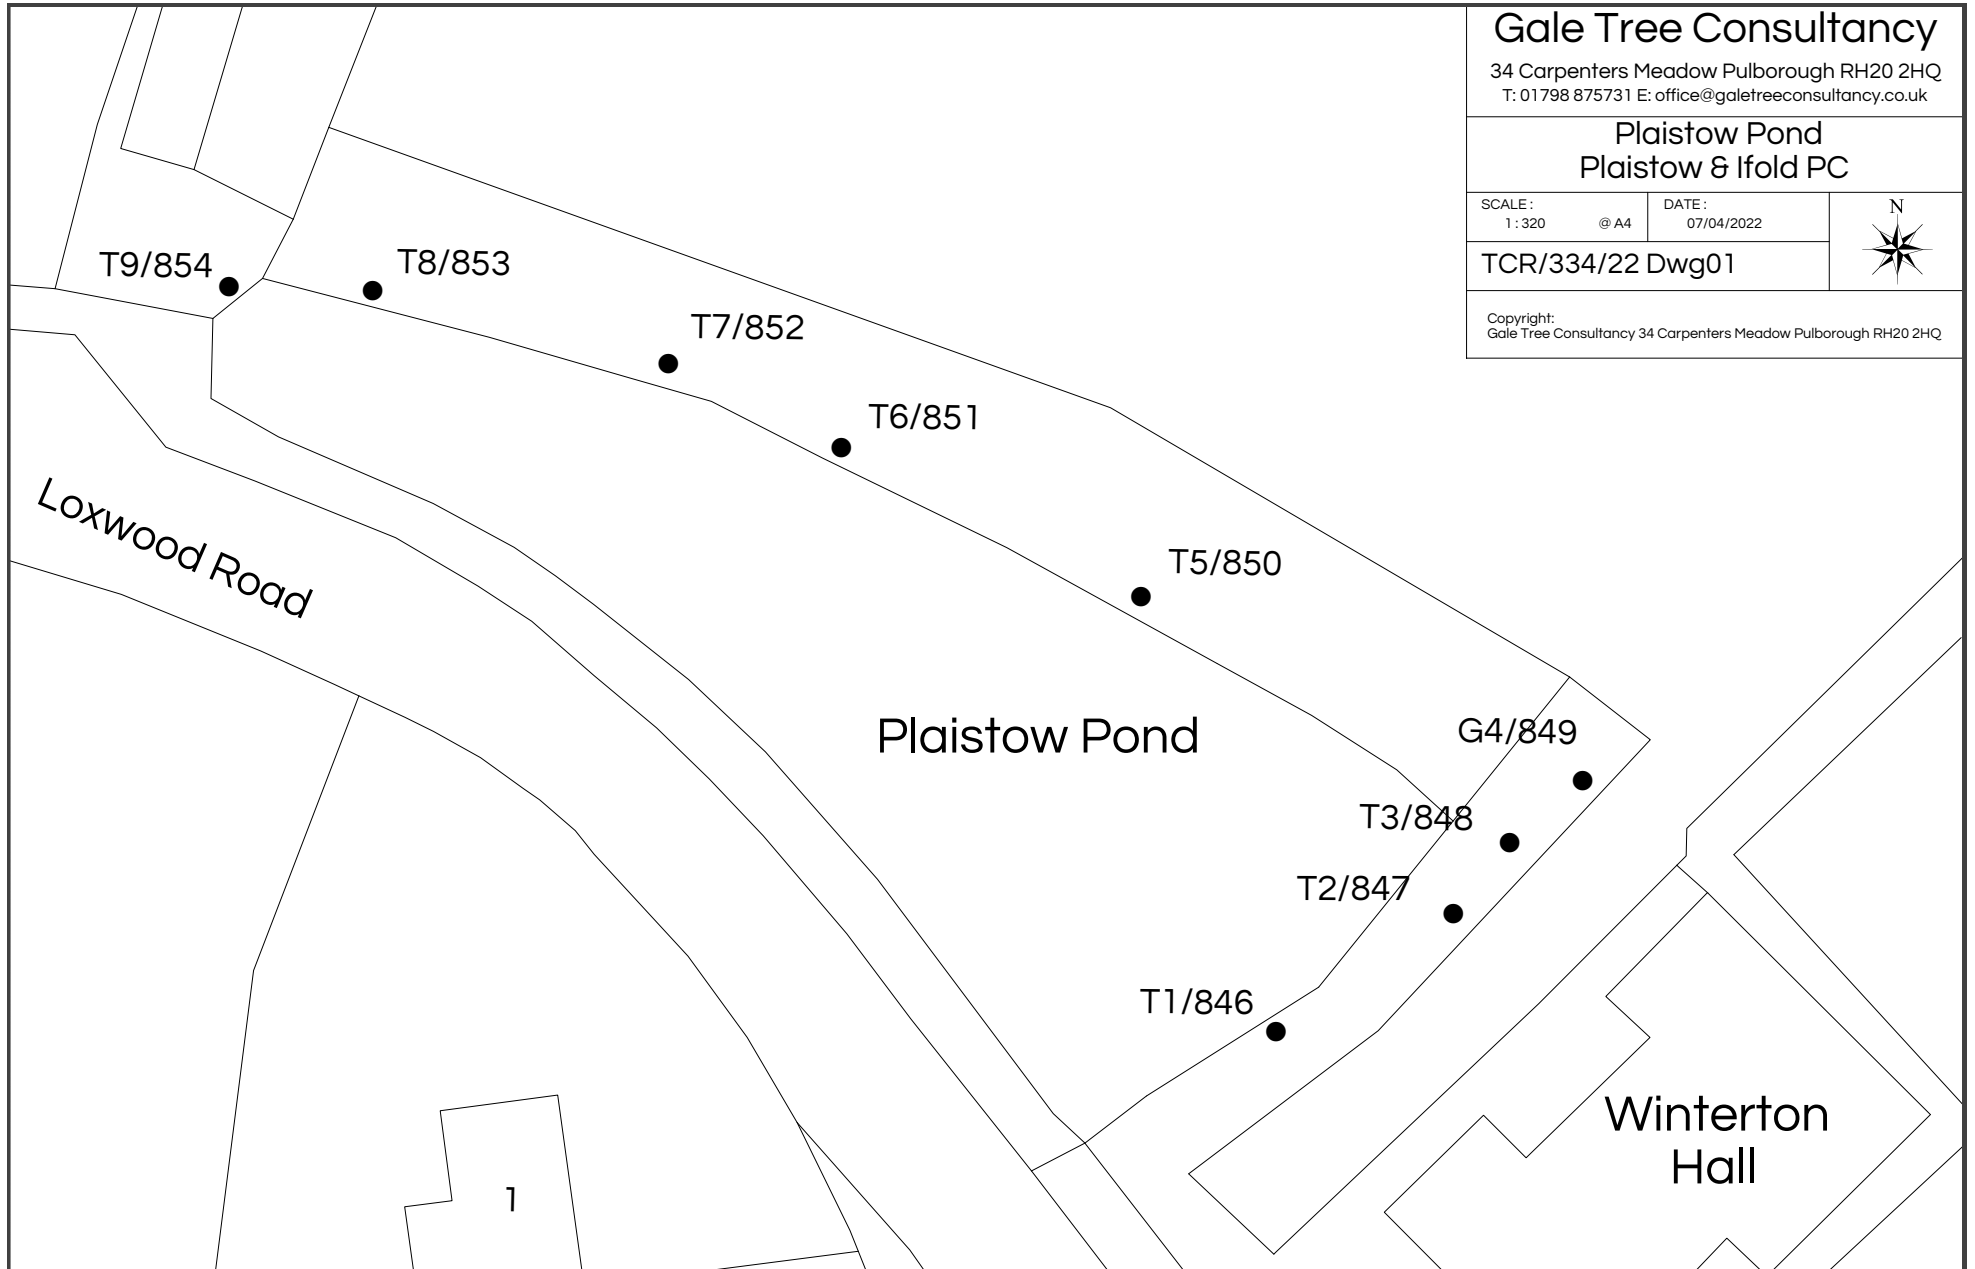 Gale Tree Consultancy
34 Carpenters Meadow Pulborough RH20 2HQ
T: 01798 875731 E: office@galetreeconsultancy.co.uk
Plaistow Pond
Plaistow & Ifold PC
SCALE :
1 : 320 @ A4
DATE :
07/04/2022
N
TCR/334/22 Dwg01
Copyright:
Gale Tree Consultancy 34 Carpenters Meadow Pulborough RH20 2HQ
T9/854
T8/853
T7/852
T6/851
Loxwood Road
T5/850
Plaistow Pond
G4/849
T3/848
T2/847
T1/846
Winterton
Hall
1